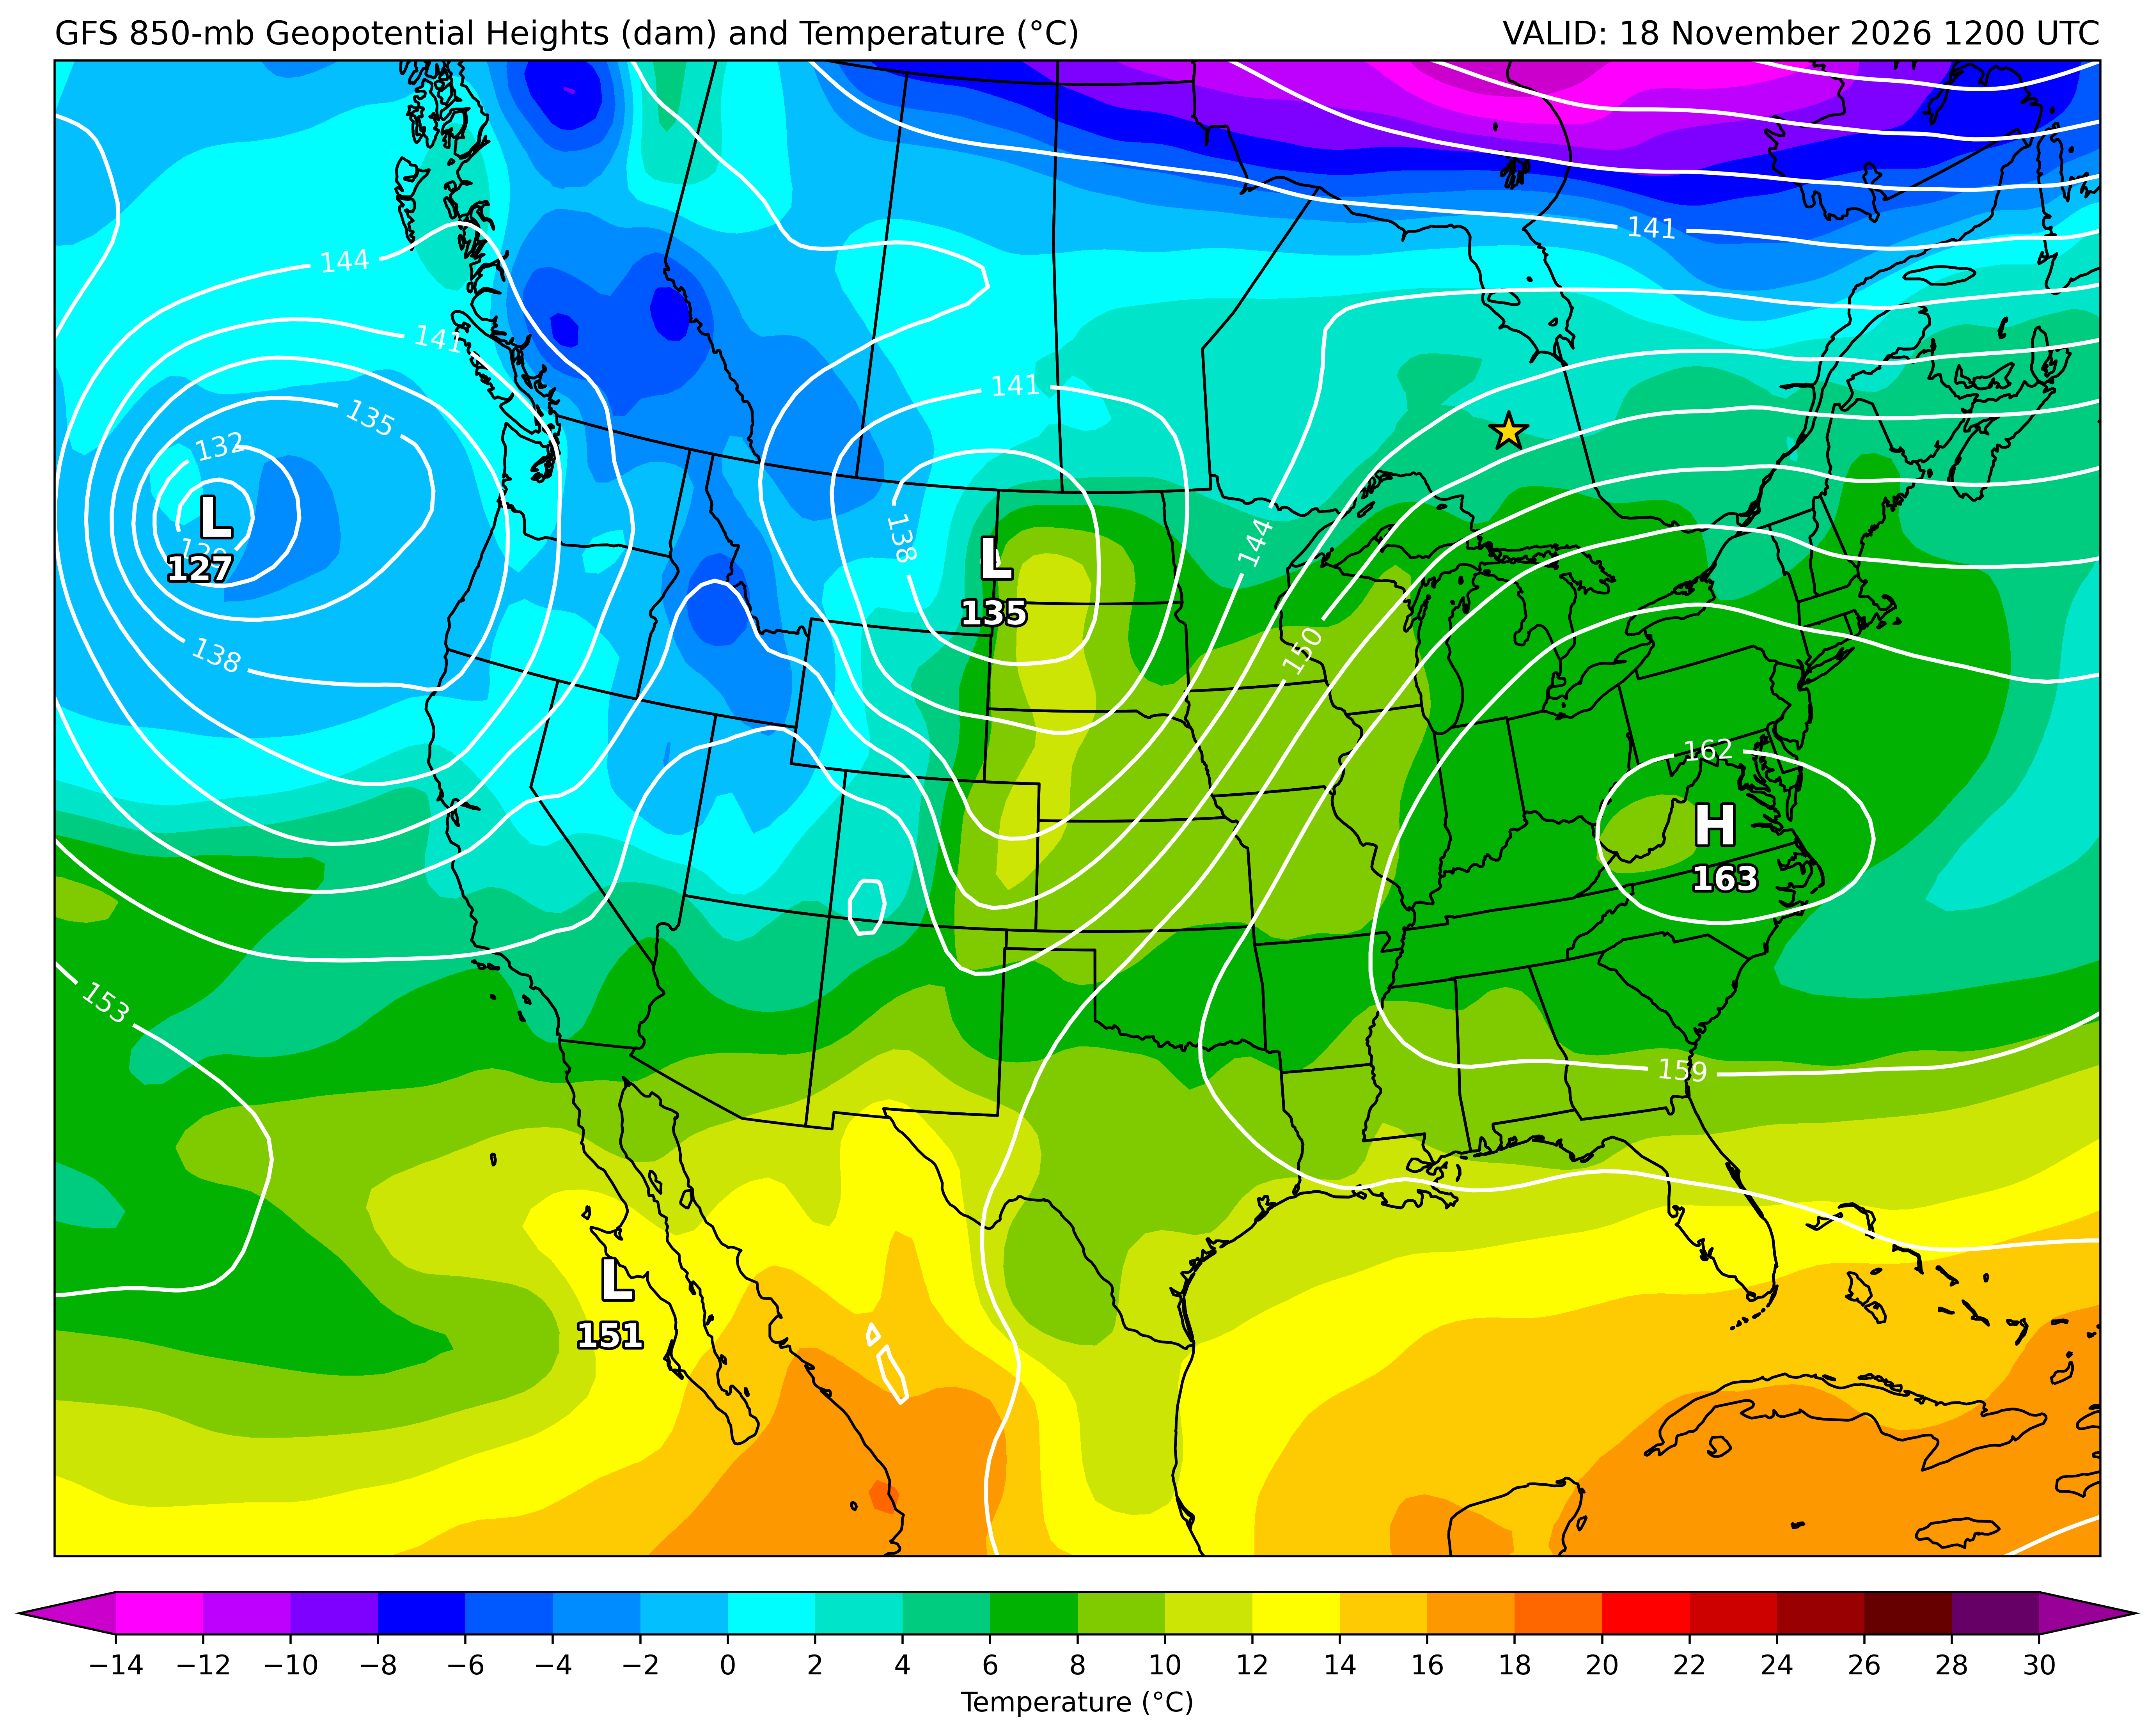 GFS 850-mb Geopotential Heights (dam) and Temperature (°C)
VALID: 18 November 2026 1200 UTC
141
144
141
141
135
132
138
144
L
127
L
135
138
150
162
H
163
153
159
L
151
−14 −12 −10 −8 −6 −4 −2 0 2 4 6 8 10 12 14 16 18 20 22 24 26 28 30
Temperature (°C)